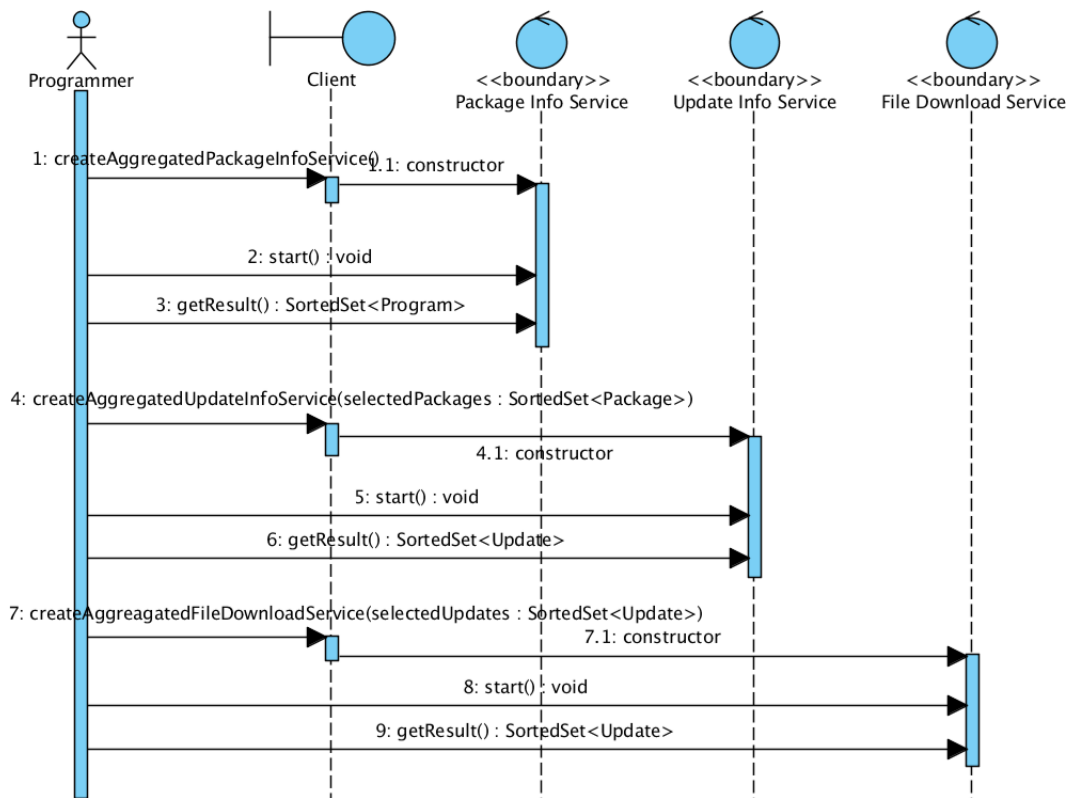 Programmer
Client
<<boundary>>
Package Info Service
<<boundary>>
Update Info Service
<<boundary>>
File Download Service
1: createAggregatedPackageInfoService()
1.1: constructor
2: start() : void
3: getResult() : SortedSet<Program>
4: createAggregatedUpdateInfoService(selectedPackages : SortedSet<Package>)
4.1: constructor
5: start() : void
6: getResult() : SortedSet<Update>
7: createAggreagatedFileDownloadService(selectedUpdates : SortedSet<Update>)
7.1: constructor
8: start() : void
9: getResult() : SortedSet<Update>